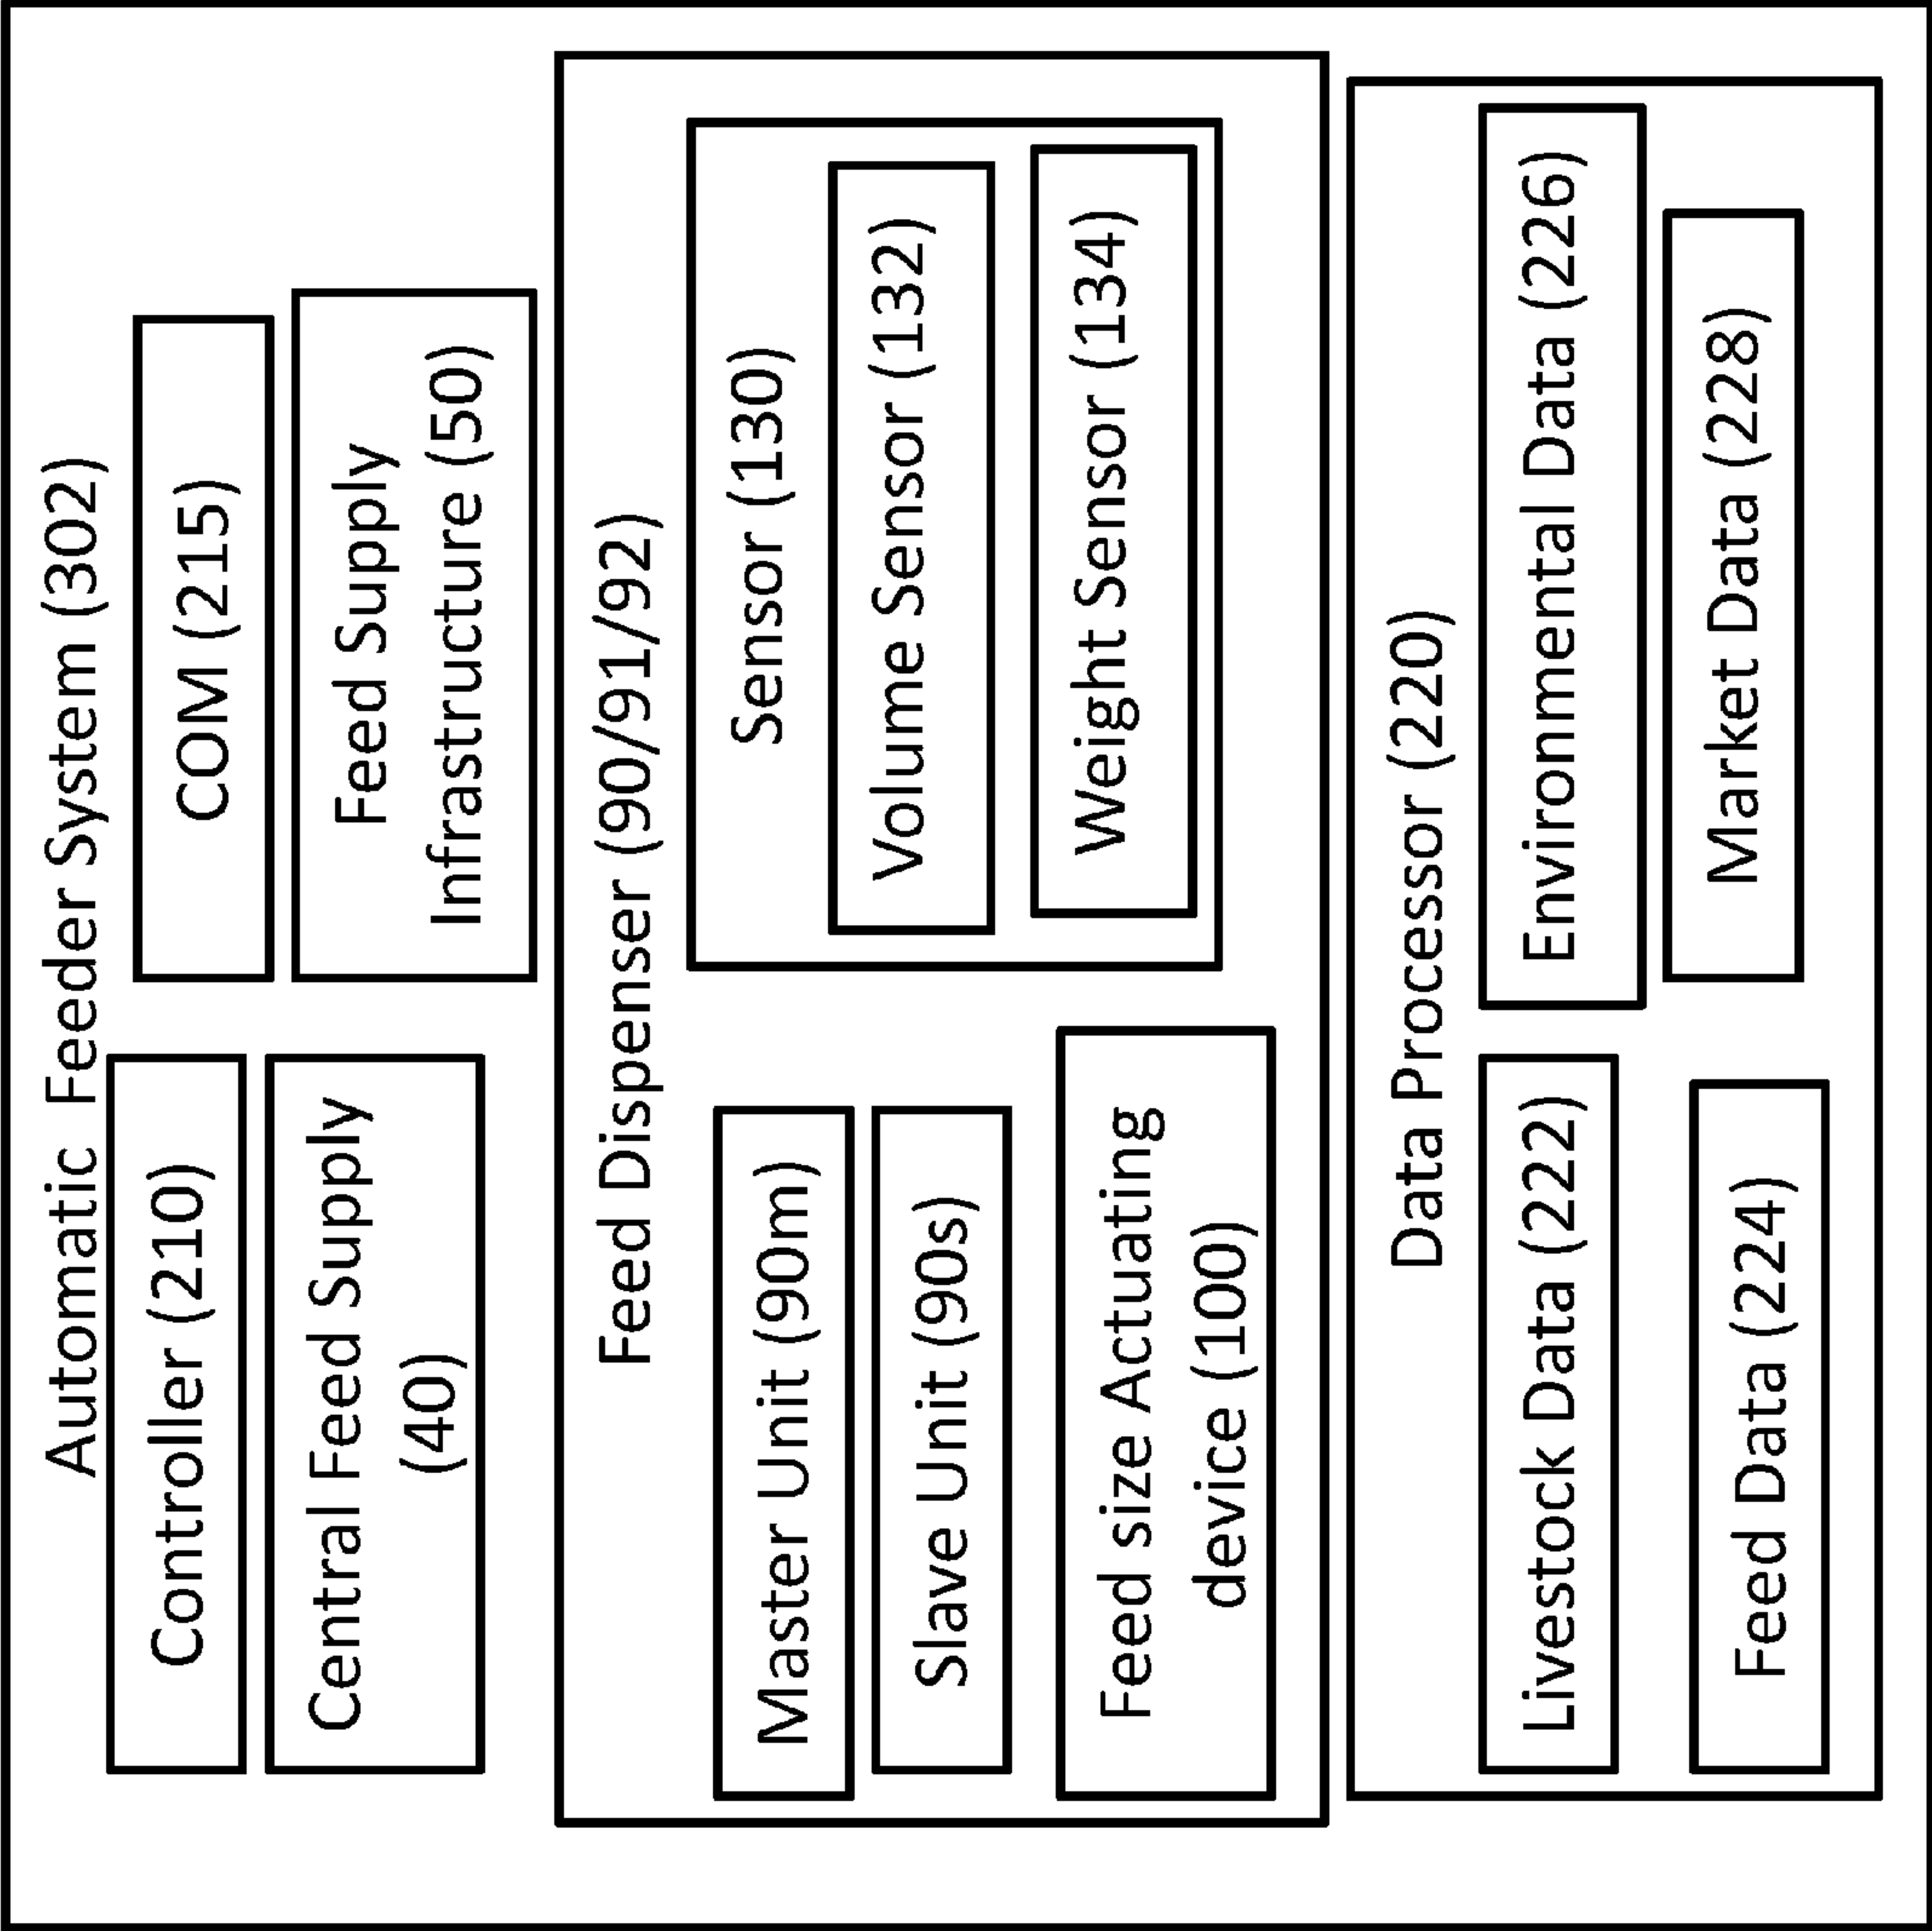 Automatic Feeder System (302)
Controller (210)
COM (215)
Central Feed Supply
(40)
Feed Supply
Infrastructure (50)
Feed Dispenser (90/91/92)
Master Unit (90m)
Slave Unit (90s)
Feed size Actuating
device (100)
Sensor (130)
Volume Sensor (132)
Weight Sensor (134)
Data Processor (220)
Livestock Data (222)
Environmental Data (226)
Feed Data (224)
Market Data (228)